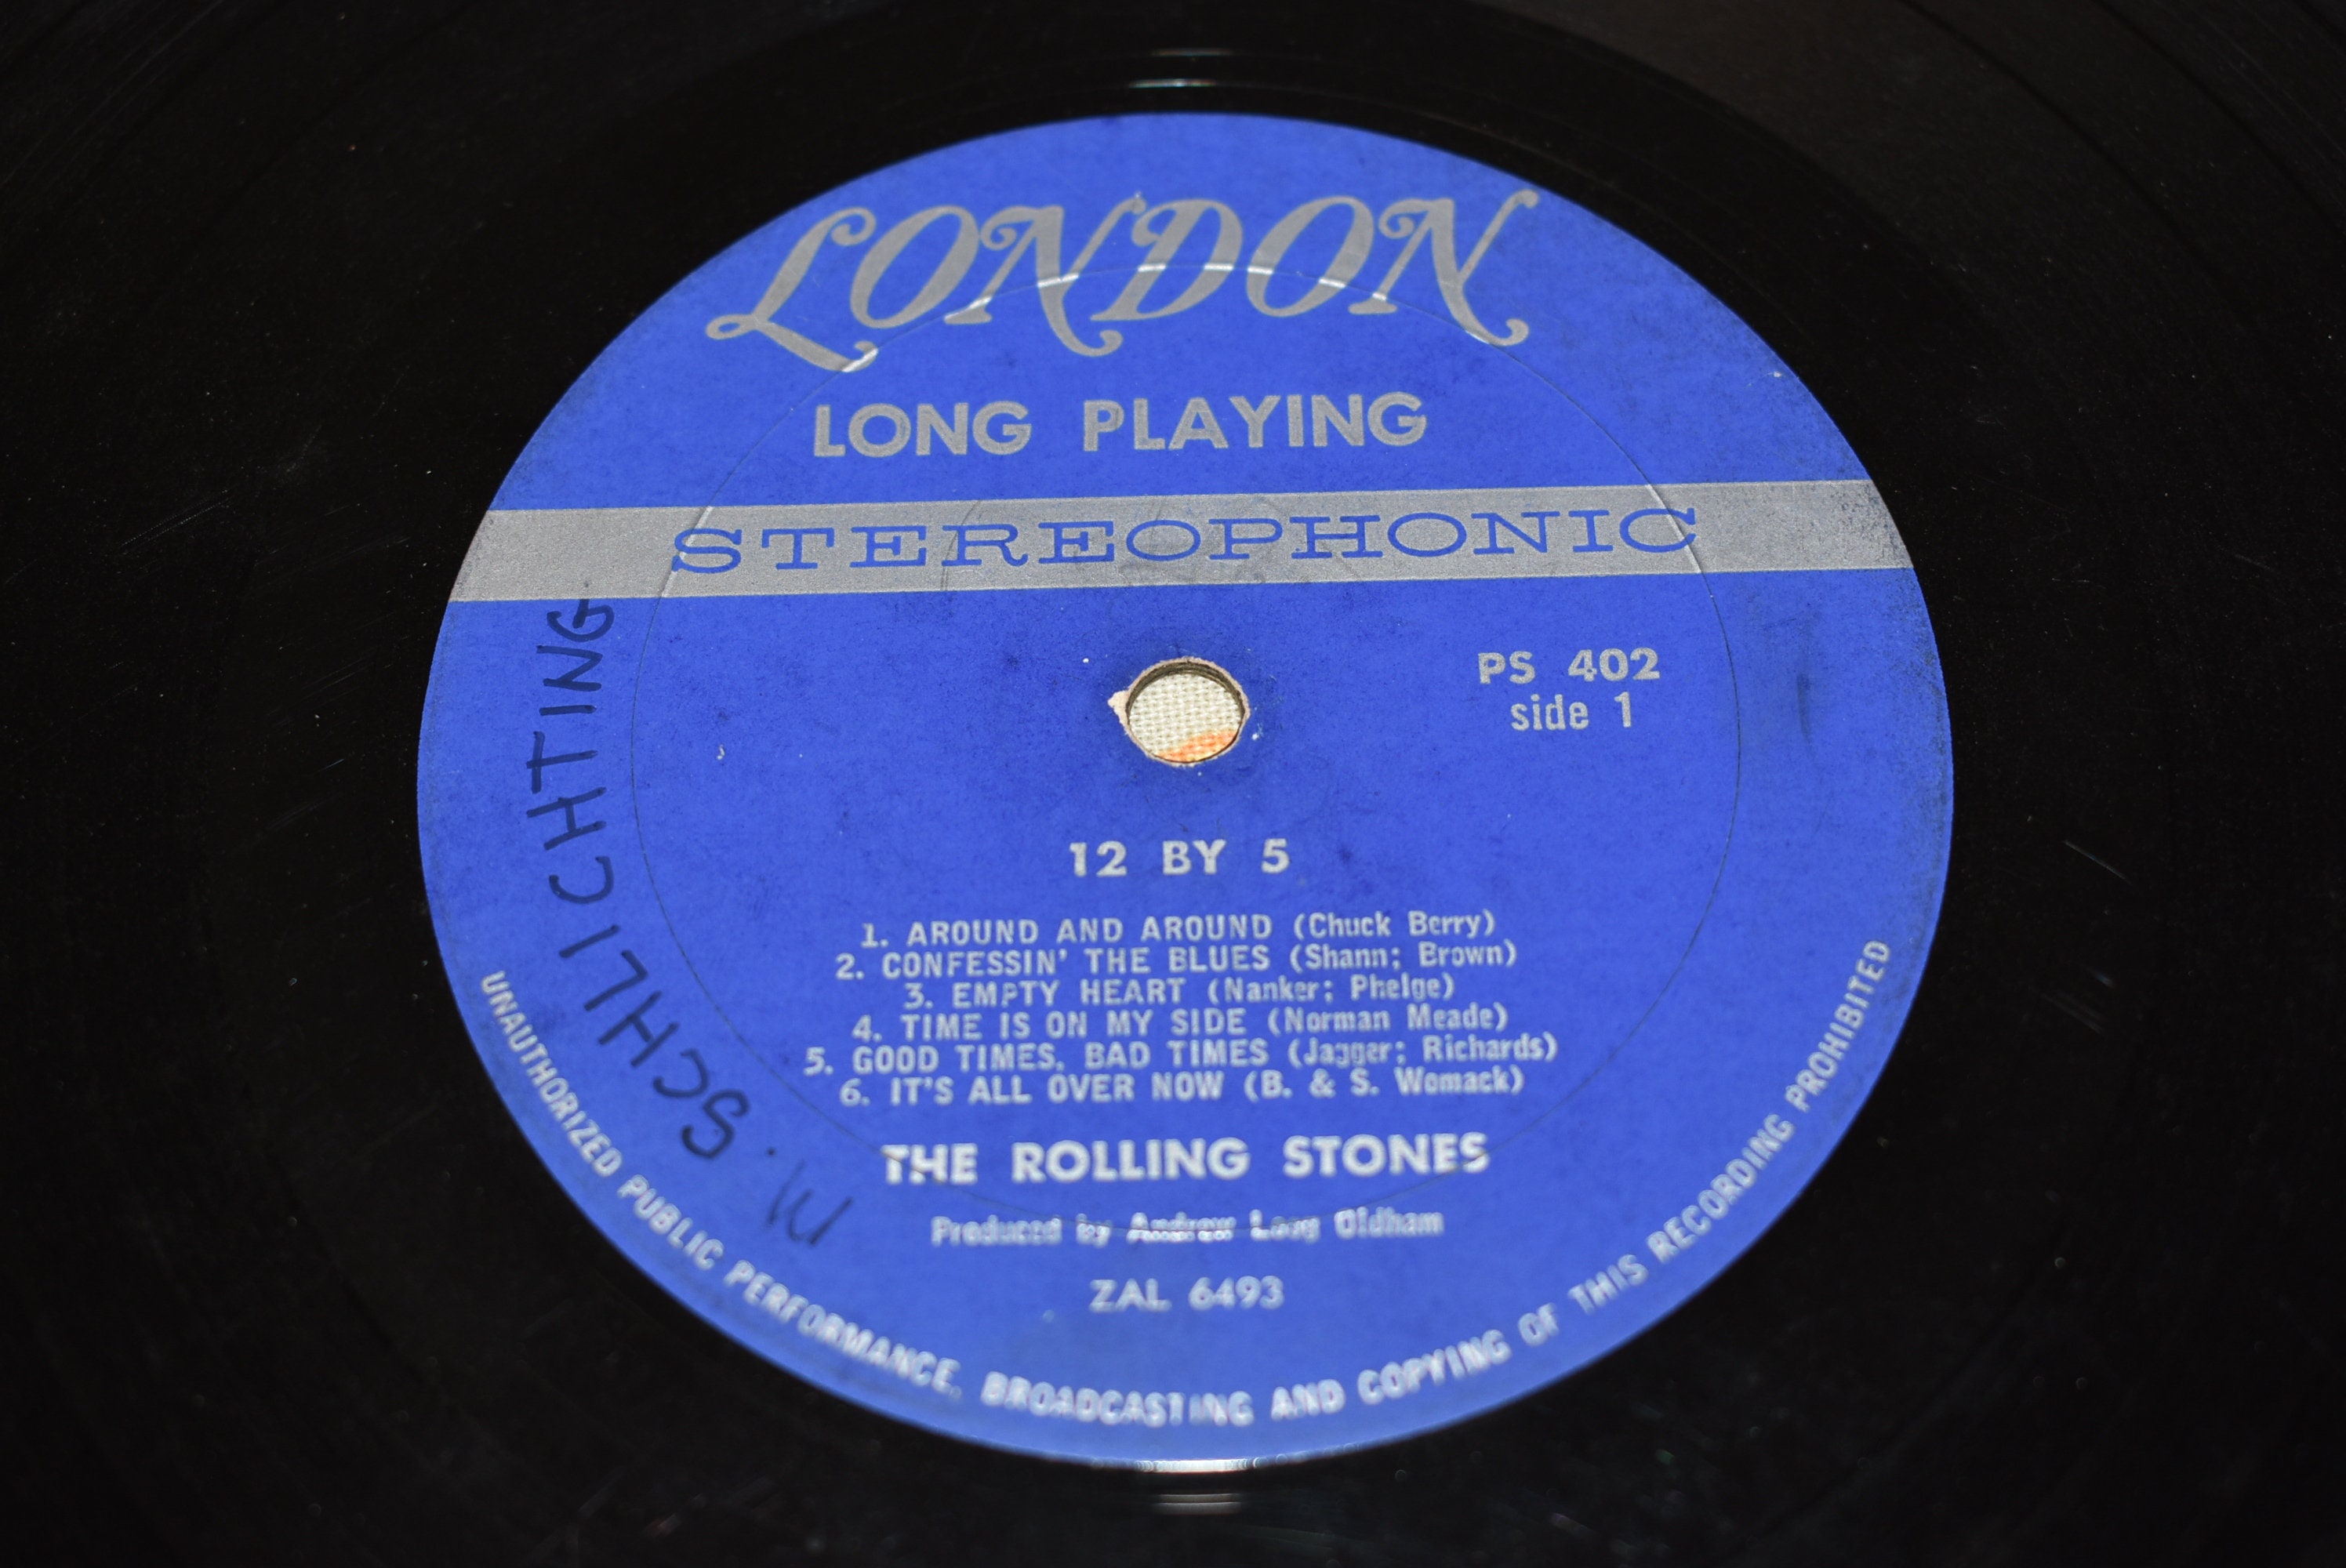 LONDON
LONG PLAYING
STEREOPHONIC
PS 402
side 1
12 BY 5
1. AROUND AND AROUND (Chuck Berry)
2. CONFESSIN' THE BLUES (Shann; Brown)
3. EMPTY HEART (Nanker; Phelge)
4. TIME IS ON MY SIDE (Norman Meade)
5. GOOD TIMES, BAD TIMES (Jagger; Richards)
6. IT'S ALL OVER NOW (B. & S. Womack)
THE ROLLING STONES
Produced by Andrew Loog Oldham
ZAL 6493
UNAUTHORIZED PUBLIC PERFORMANCE, BROADCASTING AND COPYING OF THIS RECORDING PROHIBITED
M. SCHLICHTING